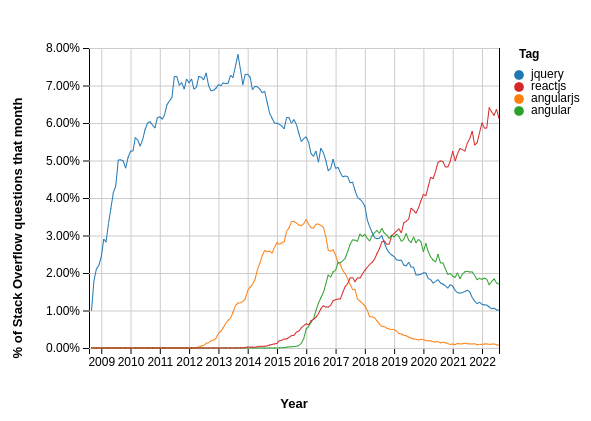 8.00%
7.00%
6.00%
5.00%
4.00%
3.00%
2.00%
1.00%
0.00%
% of Stack Overflow questions that month
2009 2010 2011 2012 2013 2014 2015 2016 2017 2018 2019 2020 2021 2022
Year
Tag
jquery
reactjs
angularjs
angular